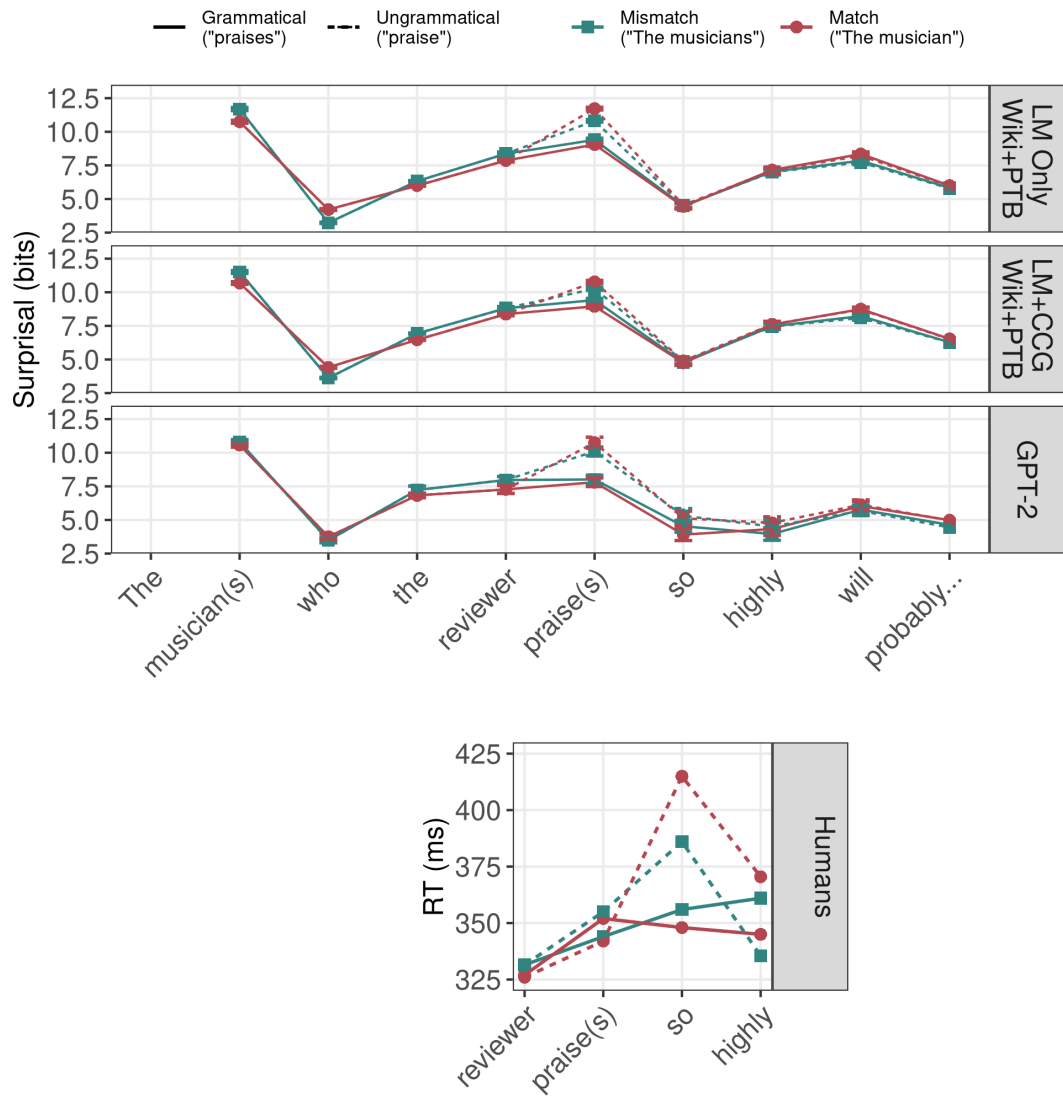 Grammatical
("praises")
Ungrammatical
("praise")
Mismatch
("The musicians")
Match
("The musician")
Surprisal (bits)
12.5
10.0
7.5
5.0
2.5
LM Only
Wiki+PTB
12.5
10.0
7.5
5.0
2.5
LM+CCG
Wiki+PTB
12.5
10.0
7.5
5.0
2.5
GPT-2
The
musician(s)
who
the
reviewer
praise(s)
so
highly
will
probably...
RT (ms)
425
400
375
350
325
Humans
reviewer
praise(s)
so
highly